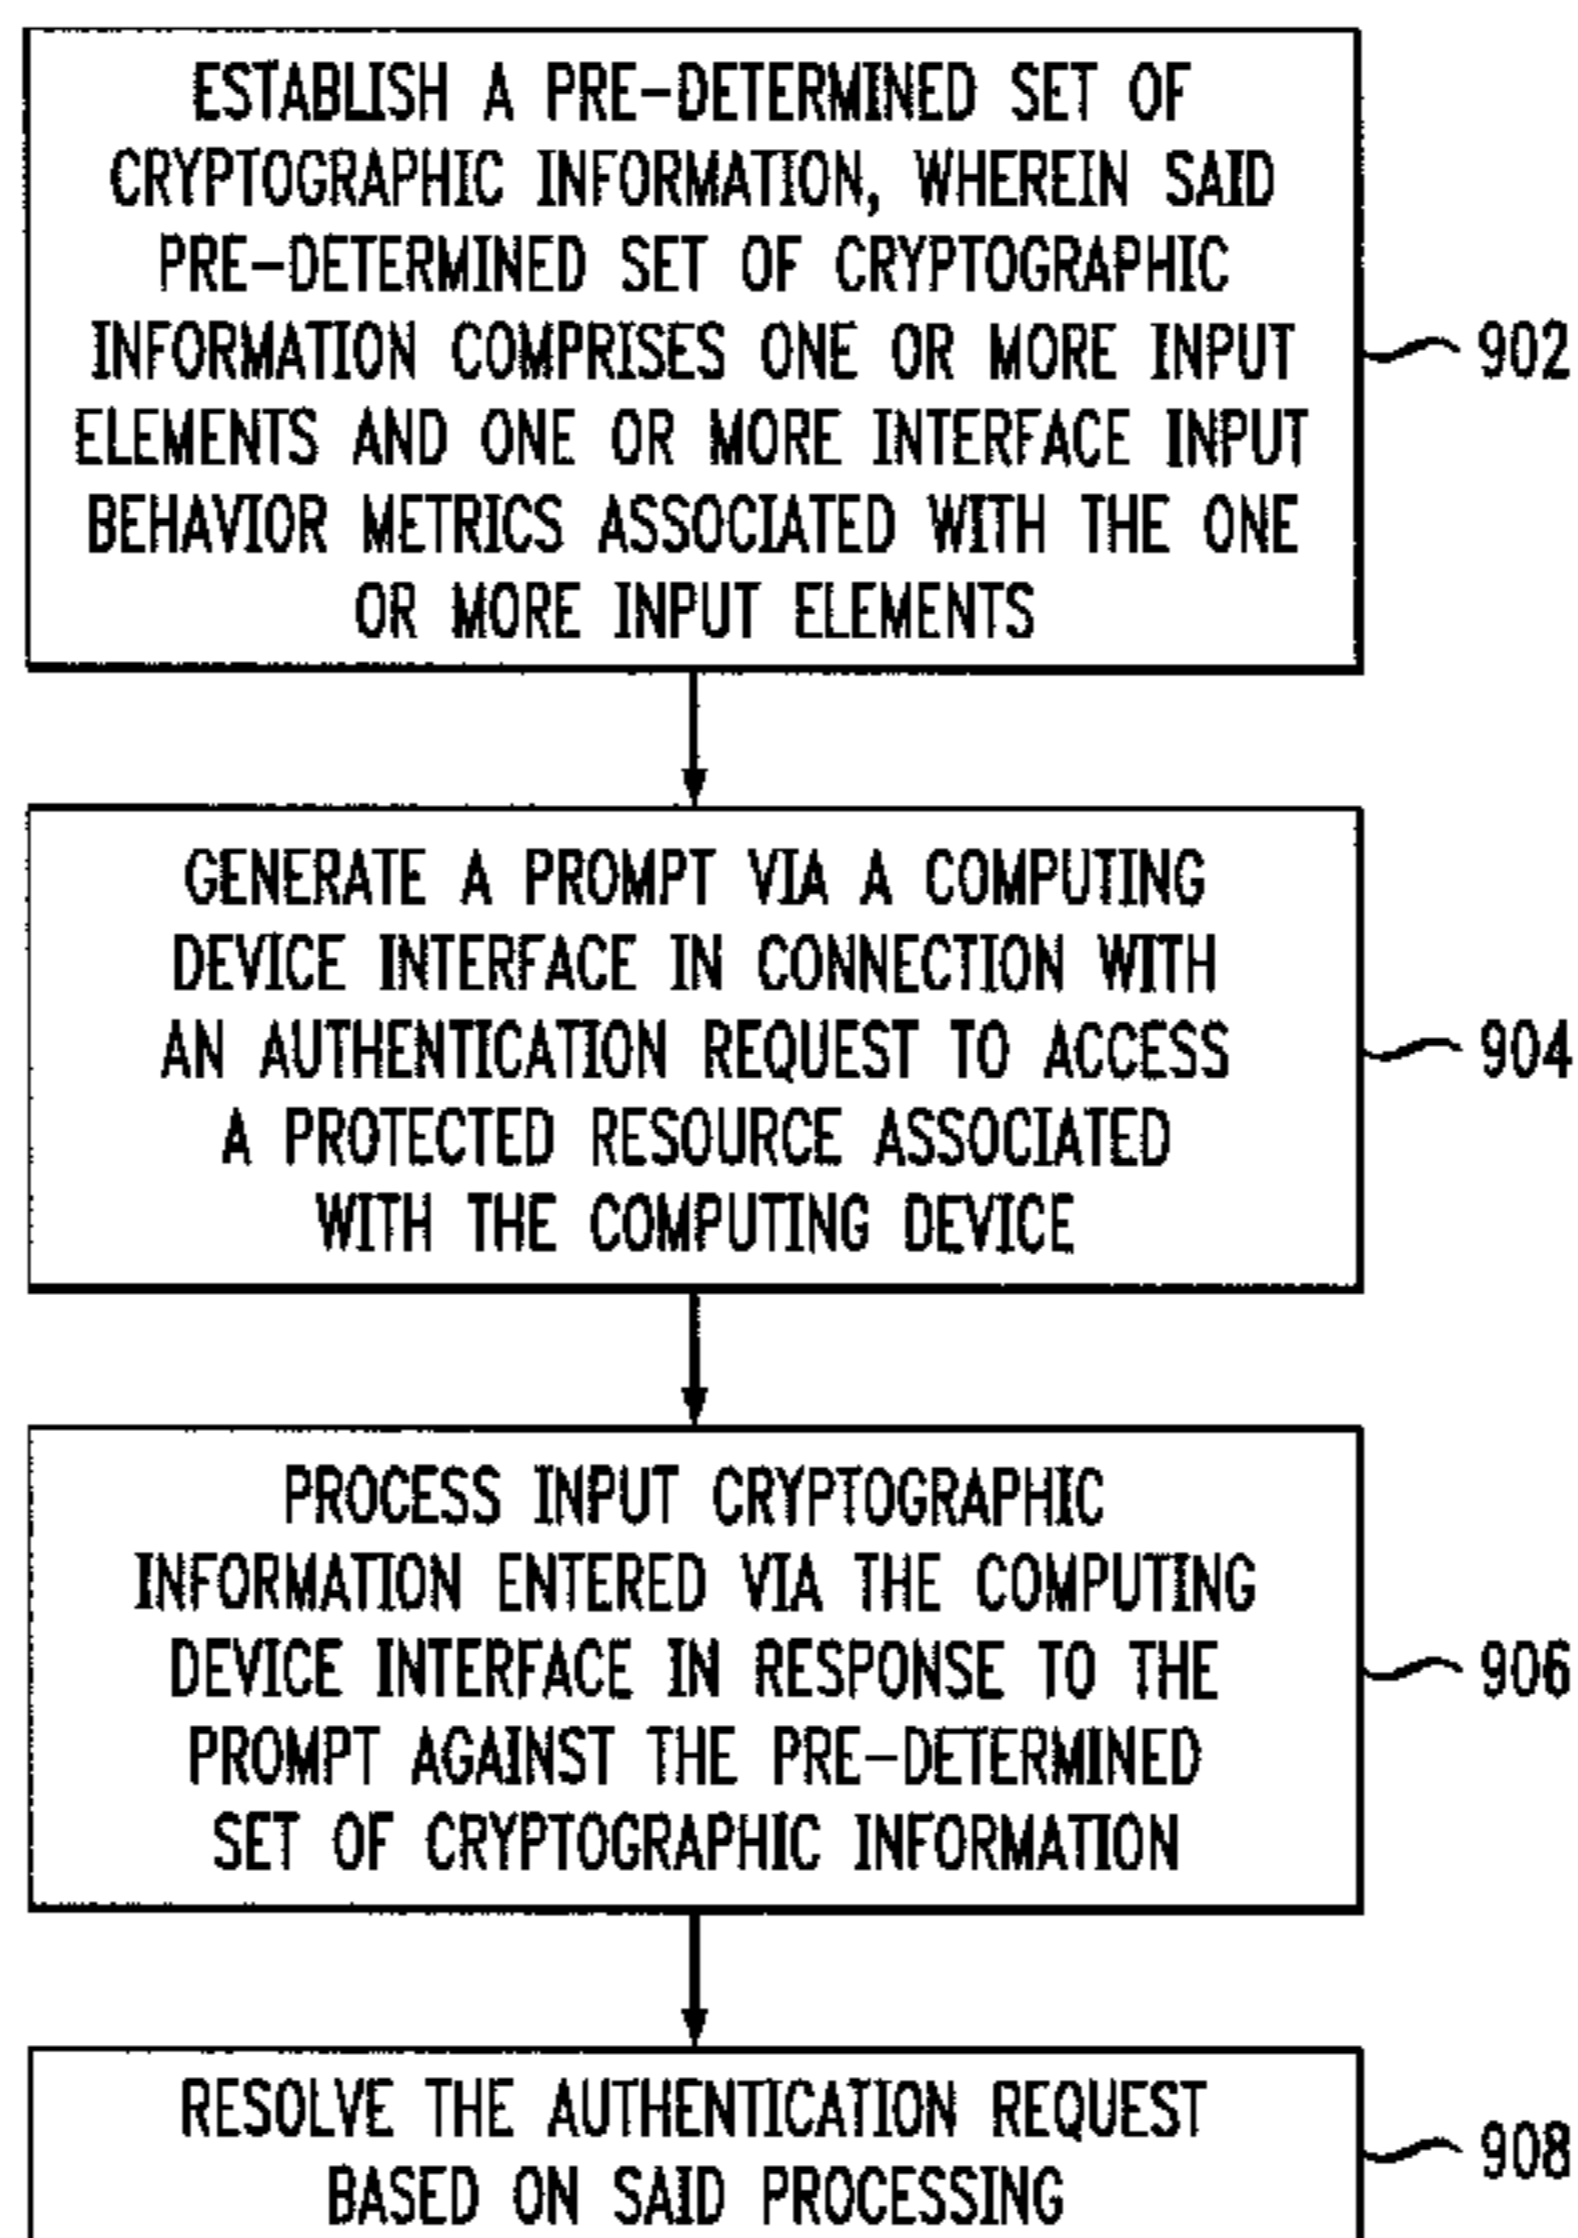 ESTABLISH A PRE-DETERMINED SET OF
CRYPTOGRAPHIC INFORMATION, WHEREIN SAID
PRE-DETERMINED SET OF CRYPTOGRAPHIC
INFORMATION COMPRISES ONE OR MORE INPUT
ELEMENTS AND ONE OR MORE INTERFACE INPUT
BEHAVIOR METRICS ASSOCIATED WITH THE ONE
OR MORE INPUT ELEMENTS
902
GENERATE A PROMPT VIA A COMPUTING
DEVICE INTERFACE IN CONNECTION WITH
AN AUTHENTICATION REQUEST TO ACCESS
A PROTECTED RESOURCE ASSOCIATED
WITH THE COMPUTING DEVICE
904
PROCESS INPUT CRYPTOGRAPHIC
INFORMATION ENTERED VIA THE COMPUTING
DEVICE INTERFACE IN RESPONSE TO THE
PROMPT AGAINST THE PRE-DETERMINED
SET OF CRYPTOGRAPHIC INFORMATION
906
RESOLVE THE AUTHENTICATION REQUEST
BASED ON SAID PROCESSING
908